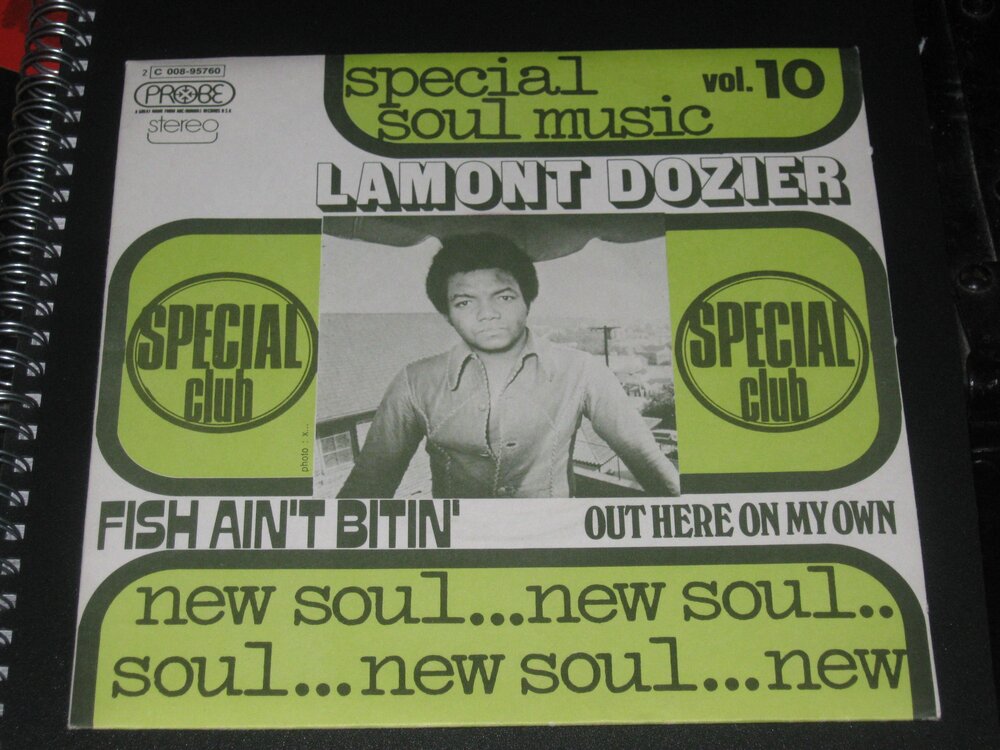 2 C 008-95760
PROBE
stereo
special
soul music
vol. 10
LAMONT DOZIER
SPECIAL
club
SPECIAL
club
photo : x...
FISH AIN'T BITIN'
OUT HERE ON MY OWN
new soul...new soul..
soul...new soul...new